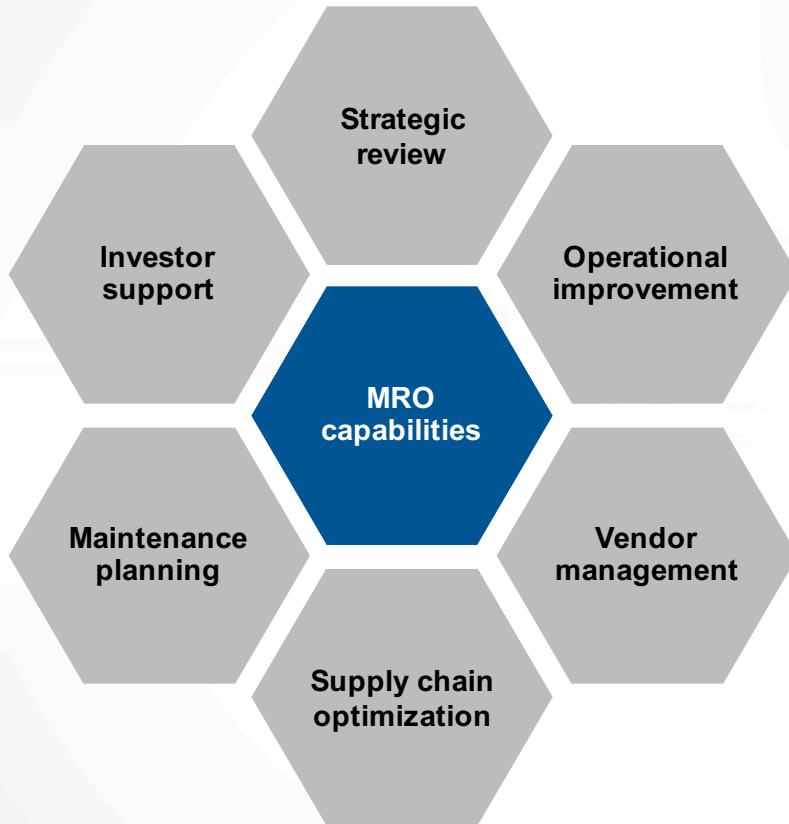 Strategic
review
Investor
support
Operational
improvement
MRO
capabilities
Maintenance
planning
Vendor
management
Supply chain
optimization